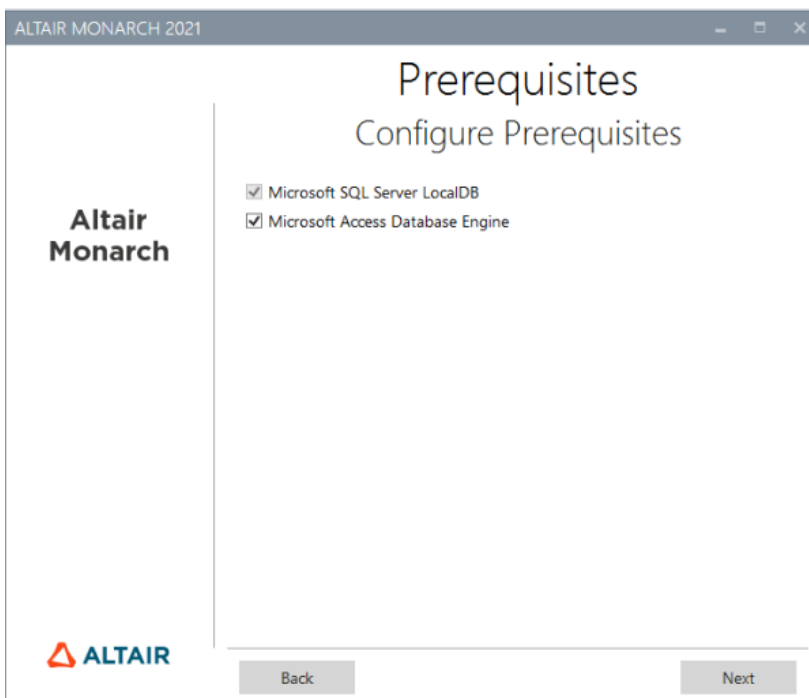 ALTAIR MONARCH 2021
Prerequisites
Configure Prerequisites
Microsoft SQL Server LocalDB
Microsoft Access Database Engine
Altair
Monarch
ALTAIR
Back
Next